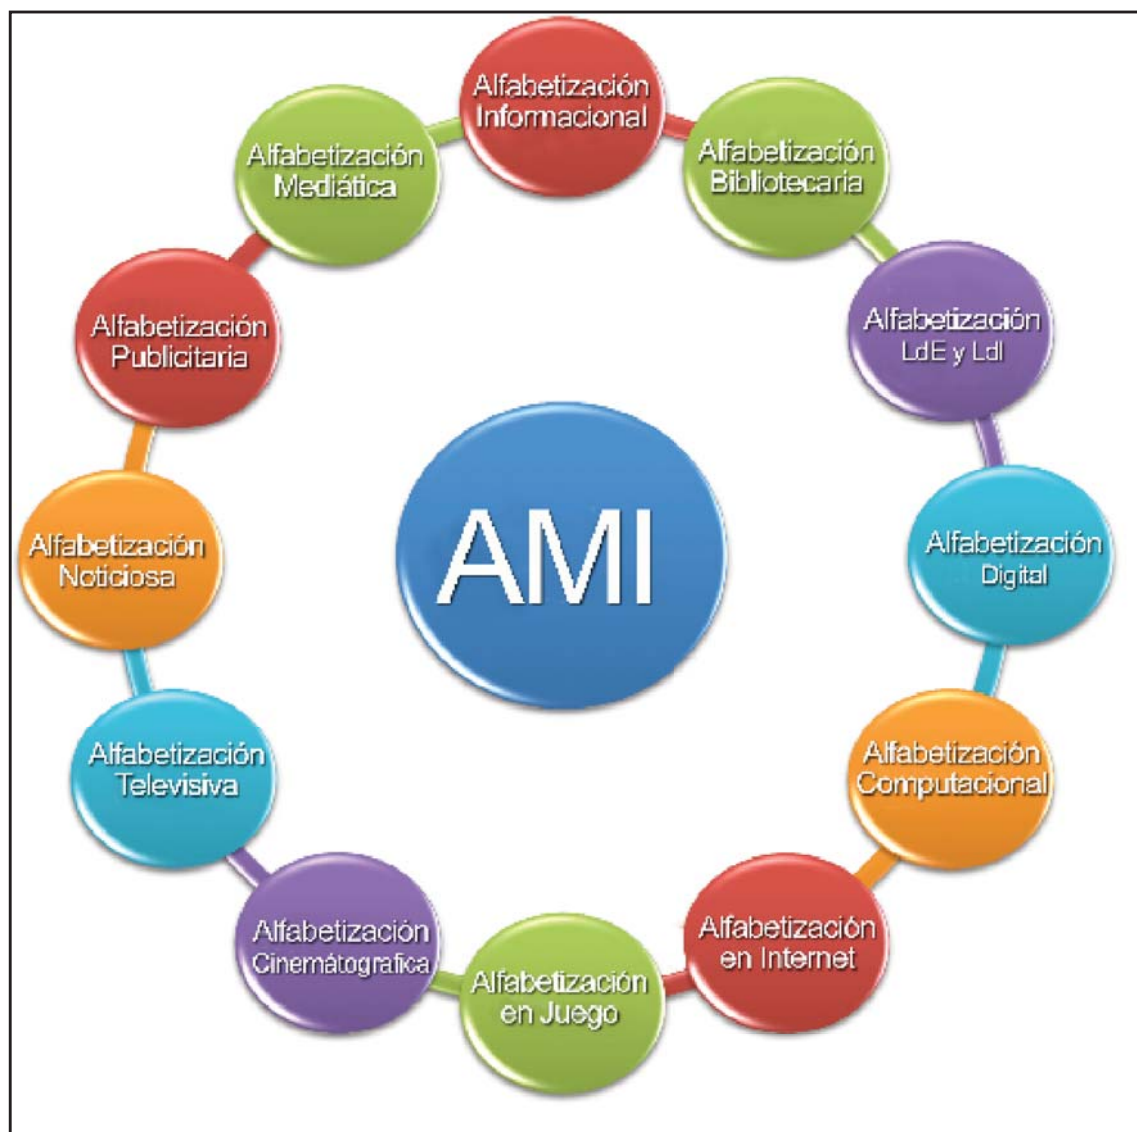 Alfabetización
Informacional
Alfabetización
Bibliotecaria
Alfabetización
LdE y LdI
Alfabetización
Digital
Alfabetización
Computacional
Alfabetización
en Internet
Alfabetización
en Juego
Alfabetización
Cinemátografica
Alfabetización
Televisiva
Alfabetización
Noticiosa
Alfabetización
Publicitaria
Alfabetización
Mediática
AMI